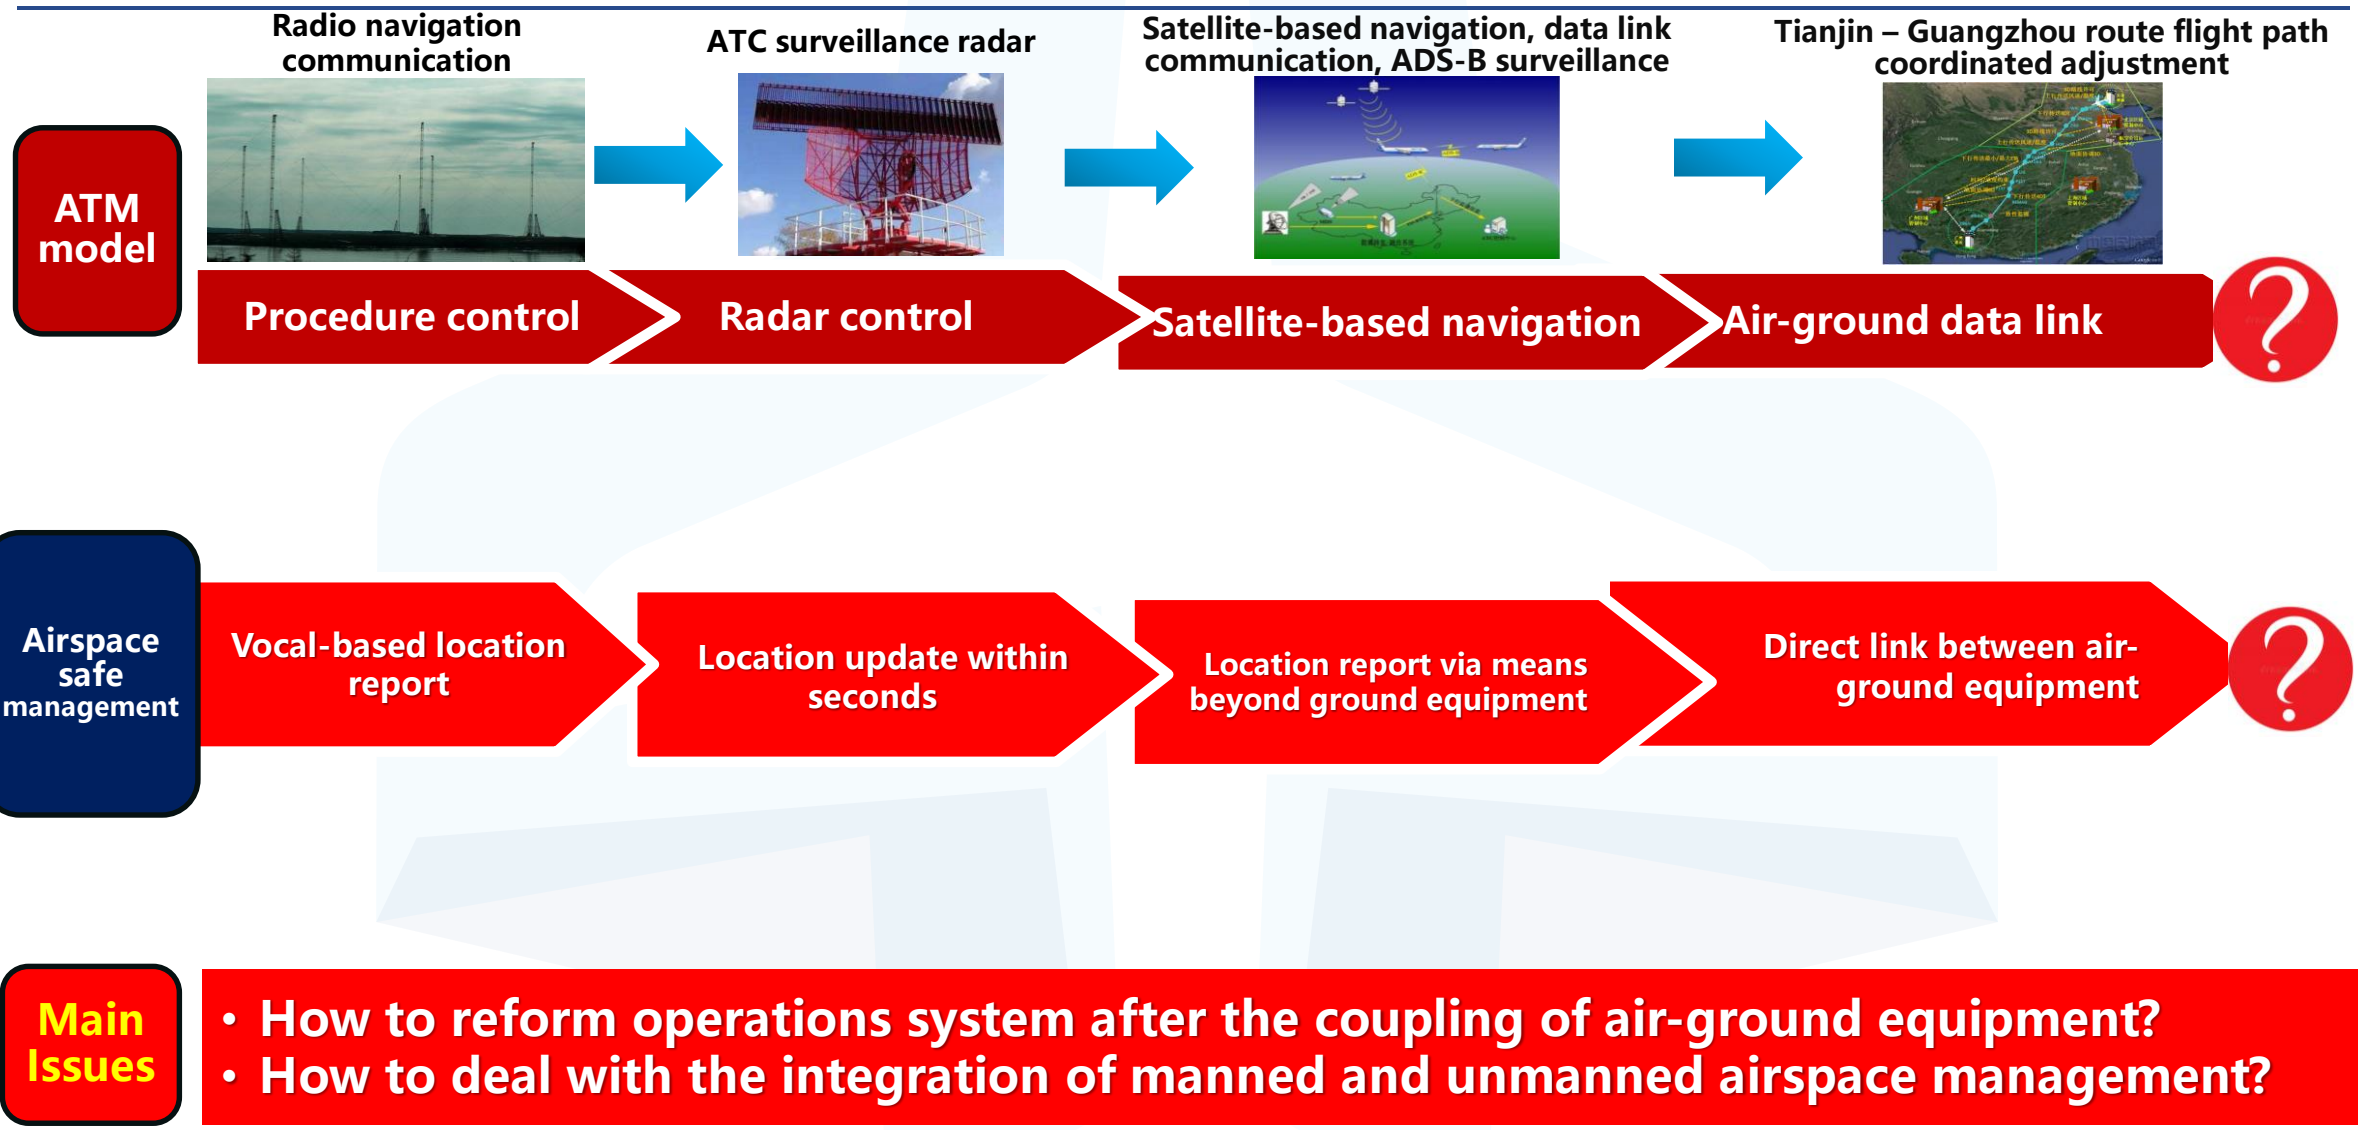 Radio navigation
communication
ATC surveillance radar
Satellite-based navigation, data link
communication, ADS-B surveillance
Tianjin – Guangzhou route flight path
coordinated adjustment
ATM
model
Procedure control
Radar control
Satellite-based navigation
Air-ground data link
?
Airspace
safe
management
Vocal-based location
report
Location update within
seconds
Location report via means
beyond ground equipment
Direct link between air-
ground equipment
?
Main
Issues
• How to reform operations system after the coupling of air-ground equipment?
• How to deal with the integration of manned and unmanned airspace management?